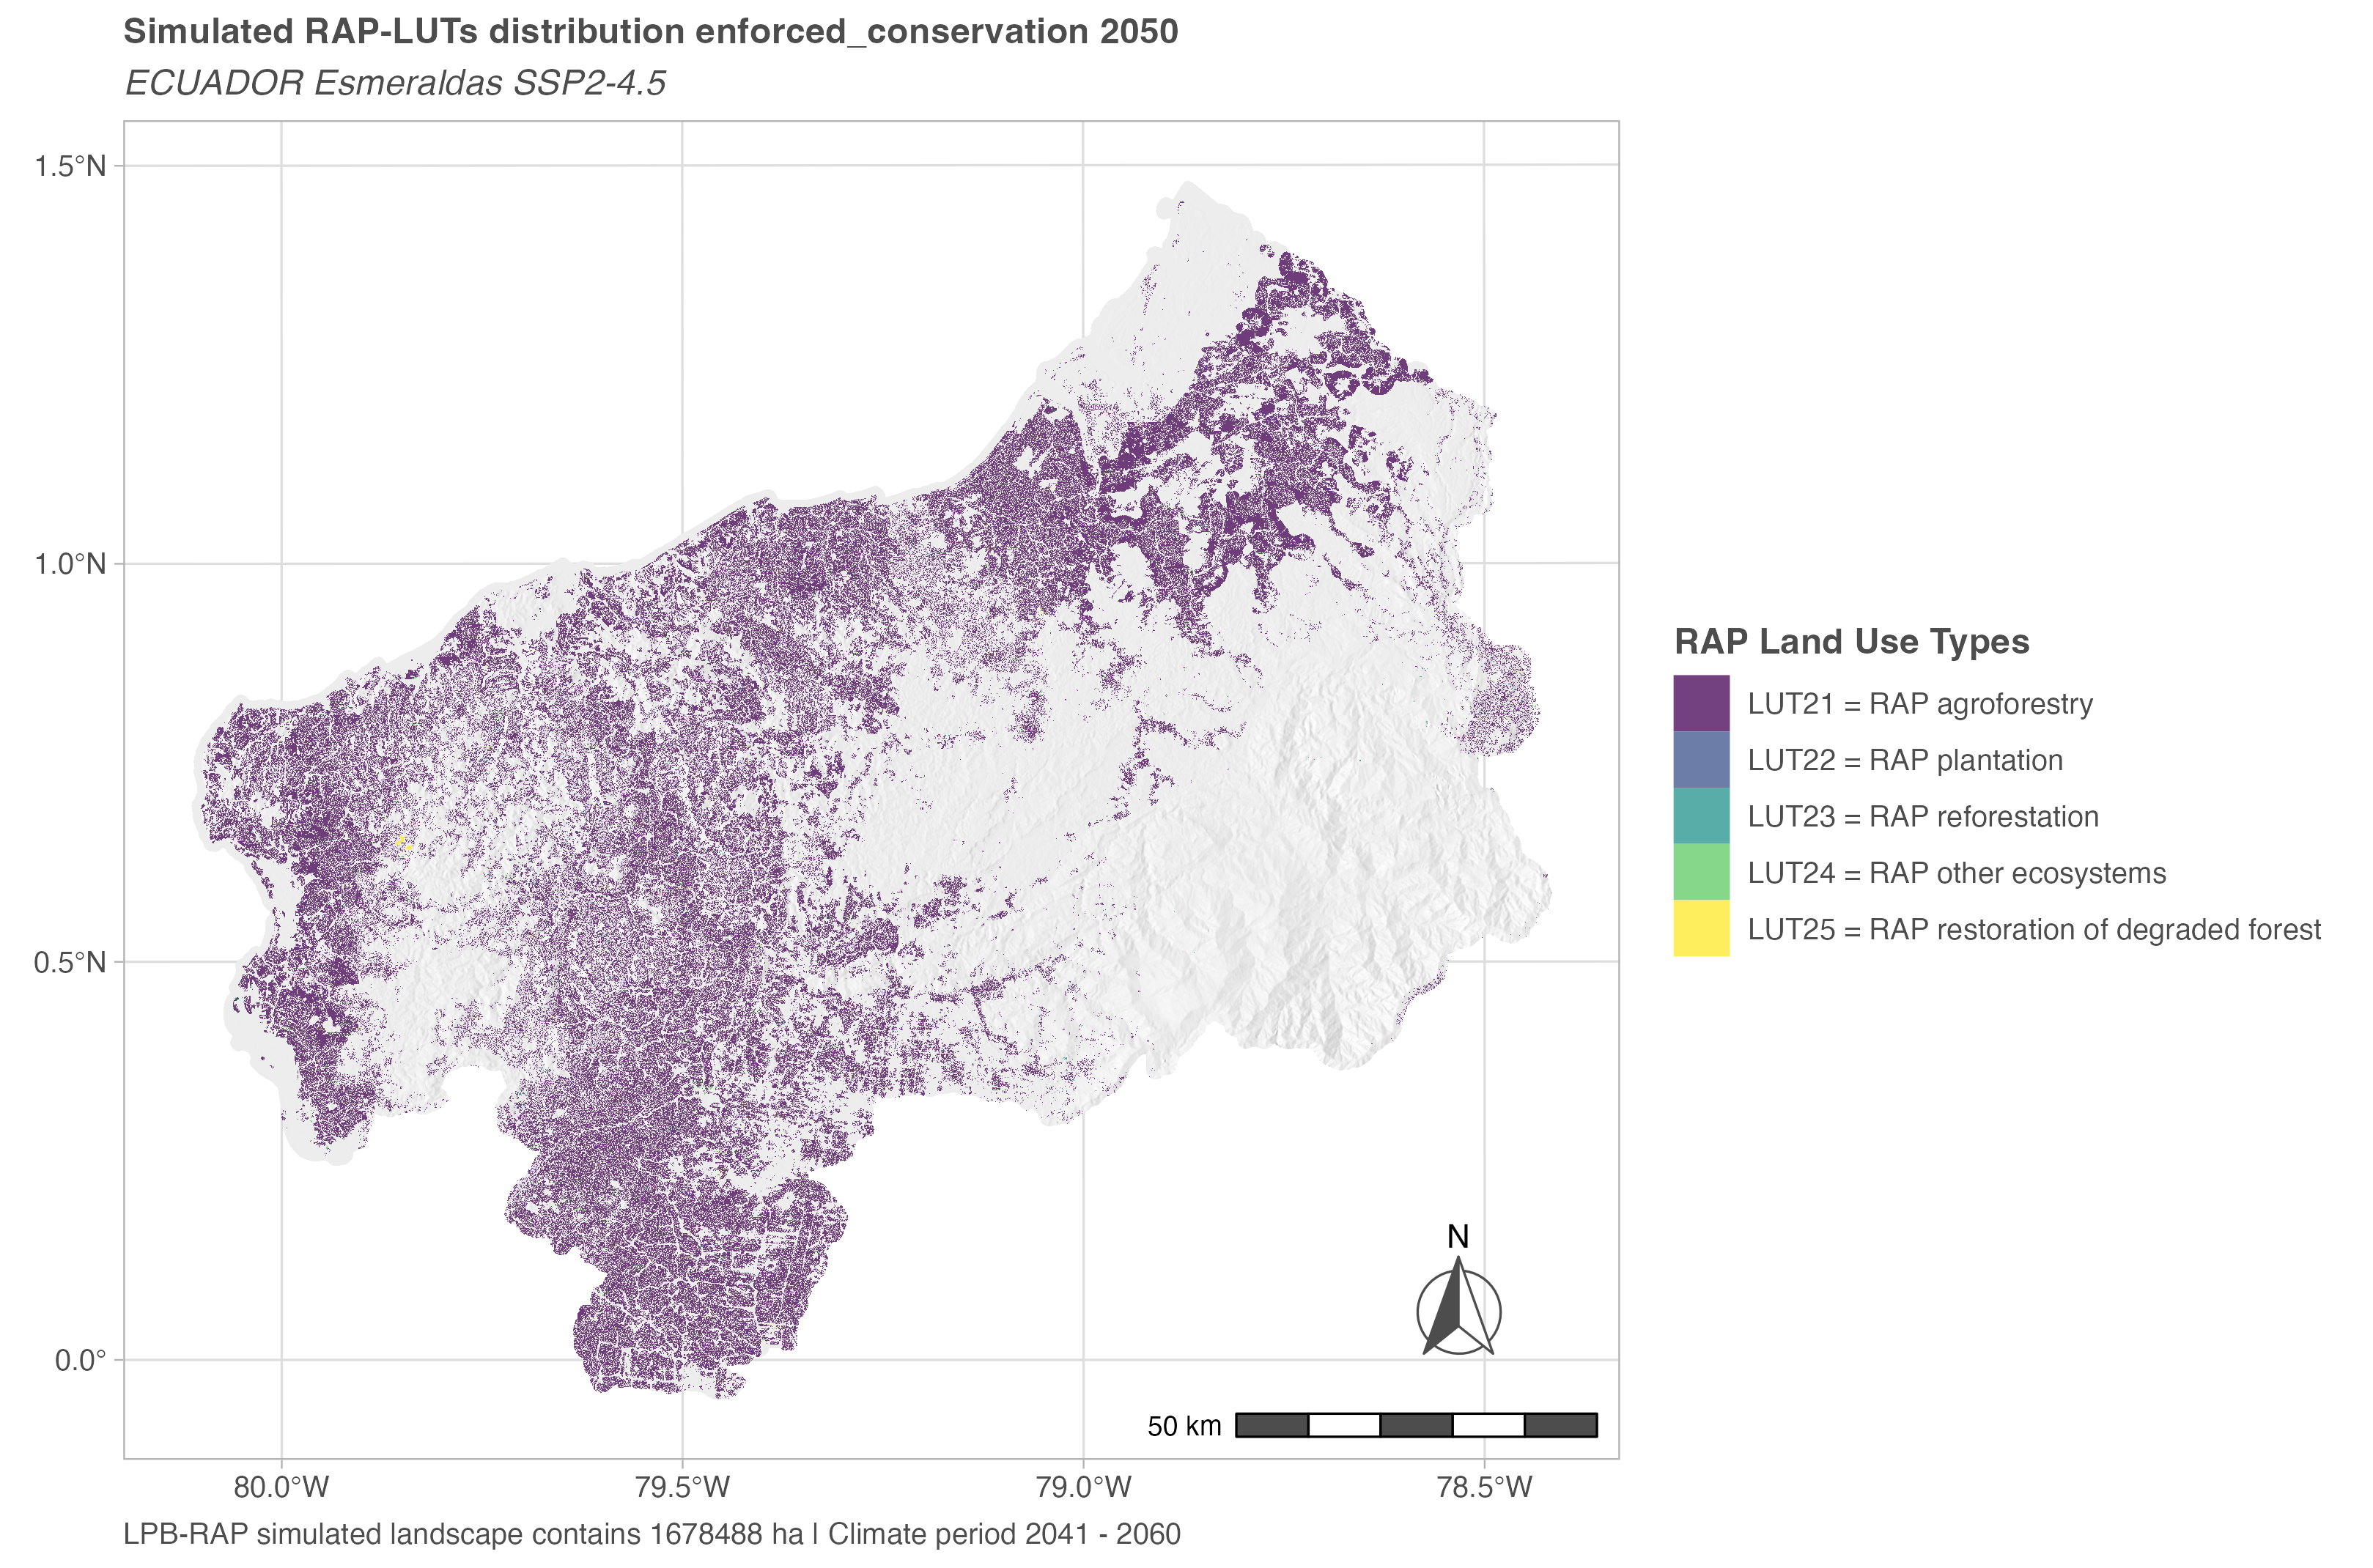 Simulated RAP-LUTs distribution enforced_conservation 2050
ECUADOR Esmeraldas SSP2-4.5
1.5°N
1.0°N
0.5°N
0.0°
80.0°W
79.5°W
79.0°W
78.5°W
N
50 km
RAP Land Use Types
LUT21 = RAP agroforestry
LUT22 = RAP plantation
LUT23 = RAP reforestation
LUT24 = RAP other ecosystems
LUT25 = RAP restoration of degraded forest
LPB-RAP simulated landscape contains 1678488 ha | Climate period 2041 - 2060